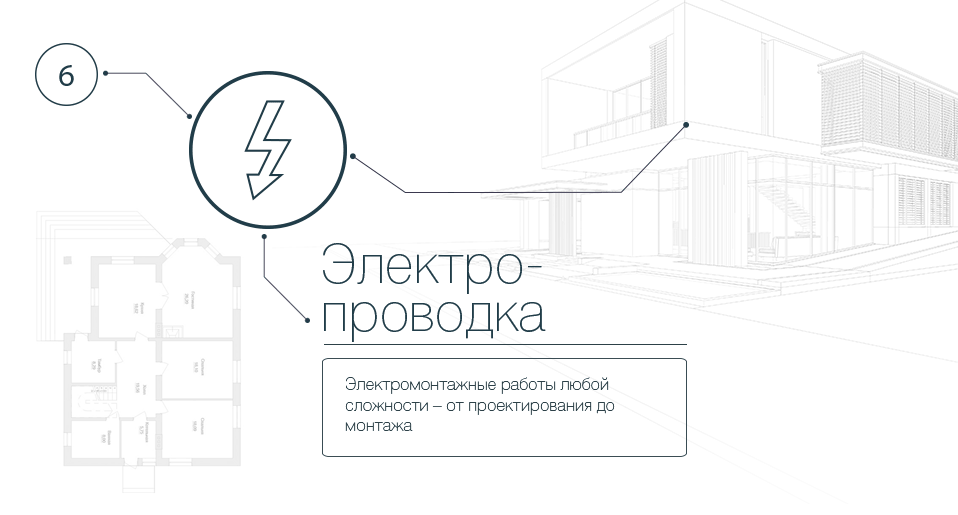 6
Электро-
проводка
Электромонтажные работы любой
сложности – от проектирования до
монтажа